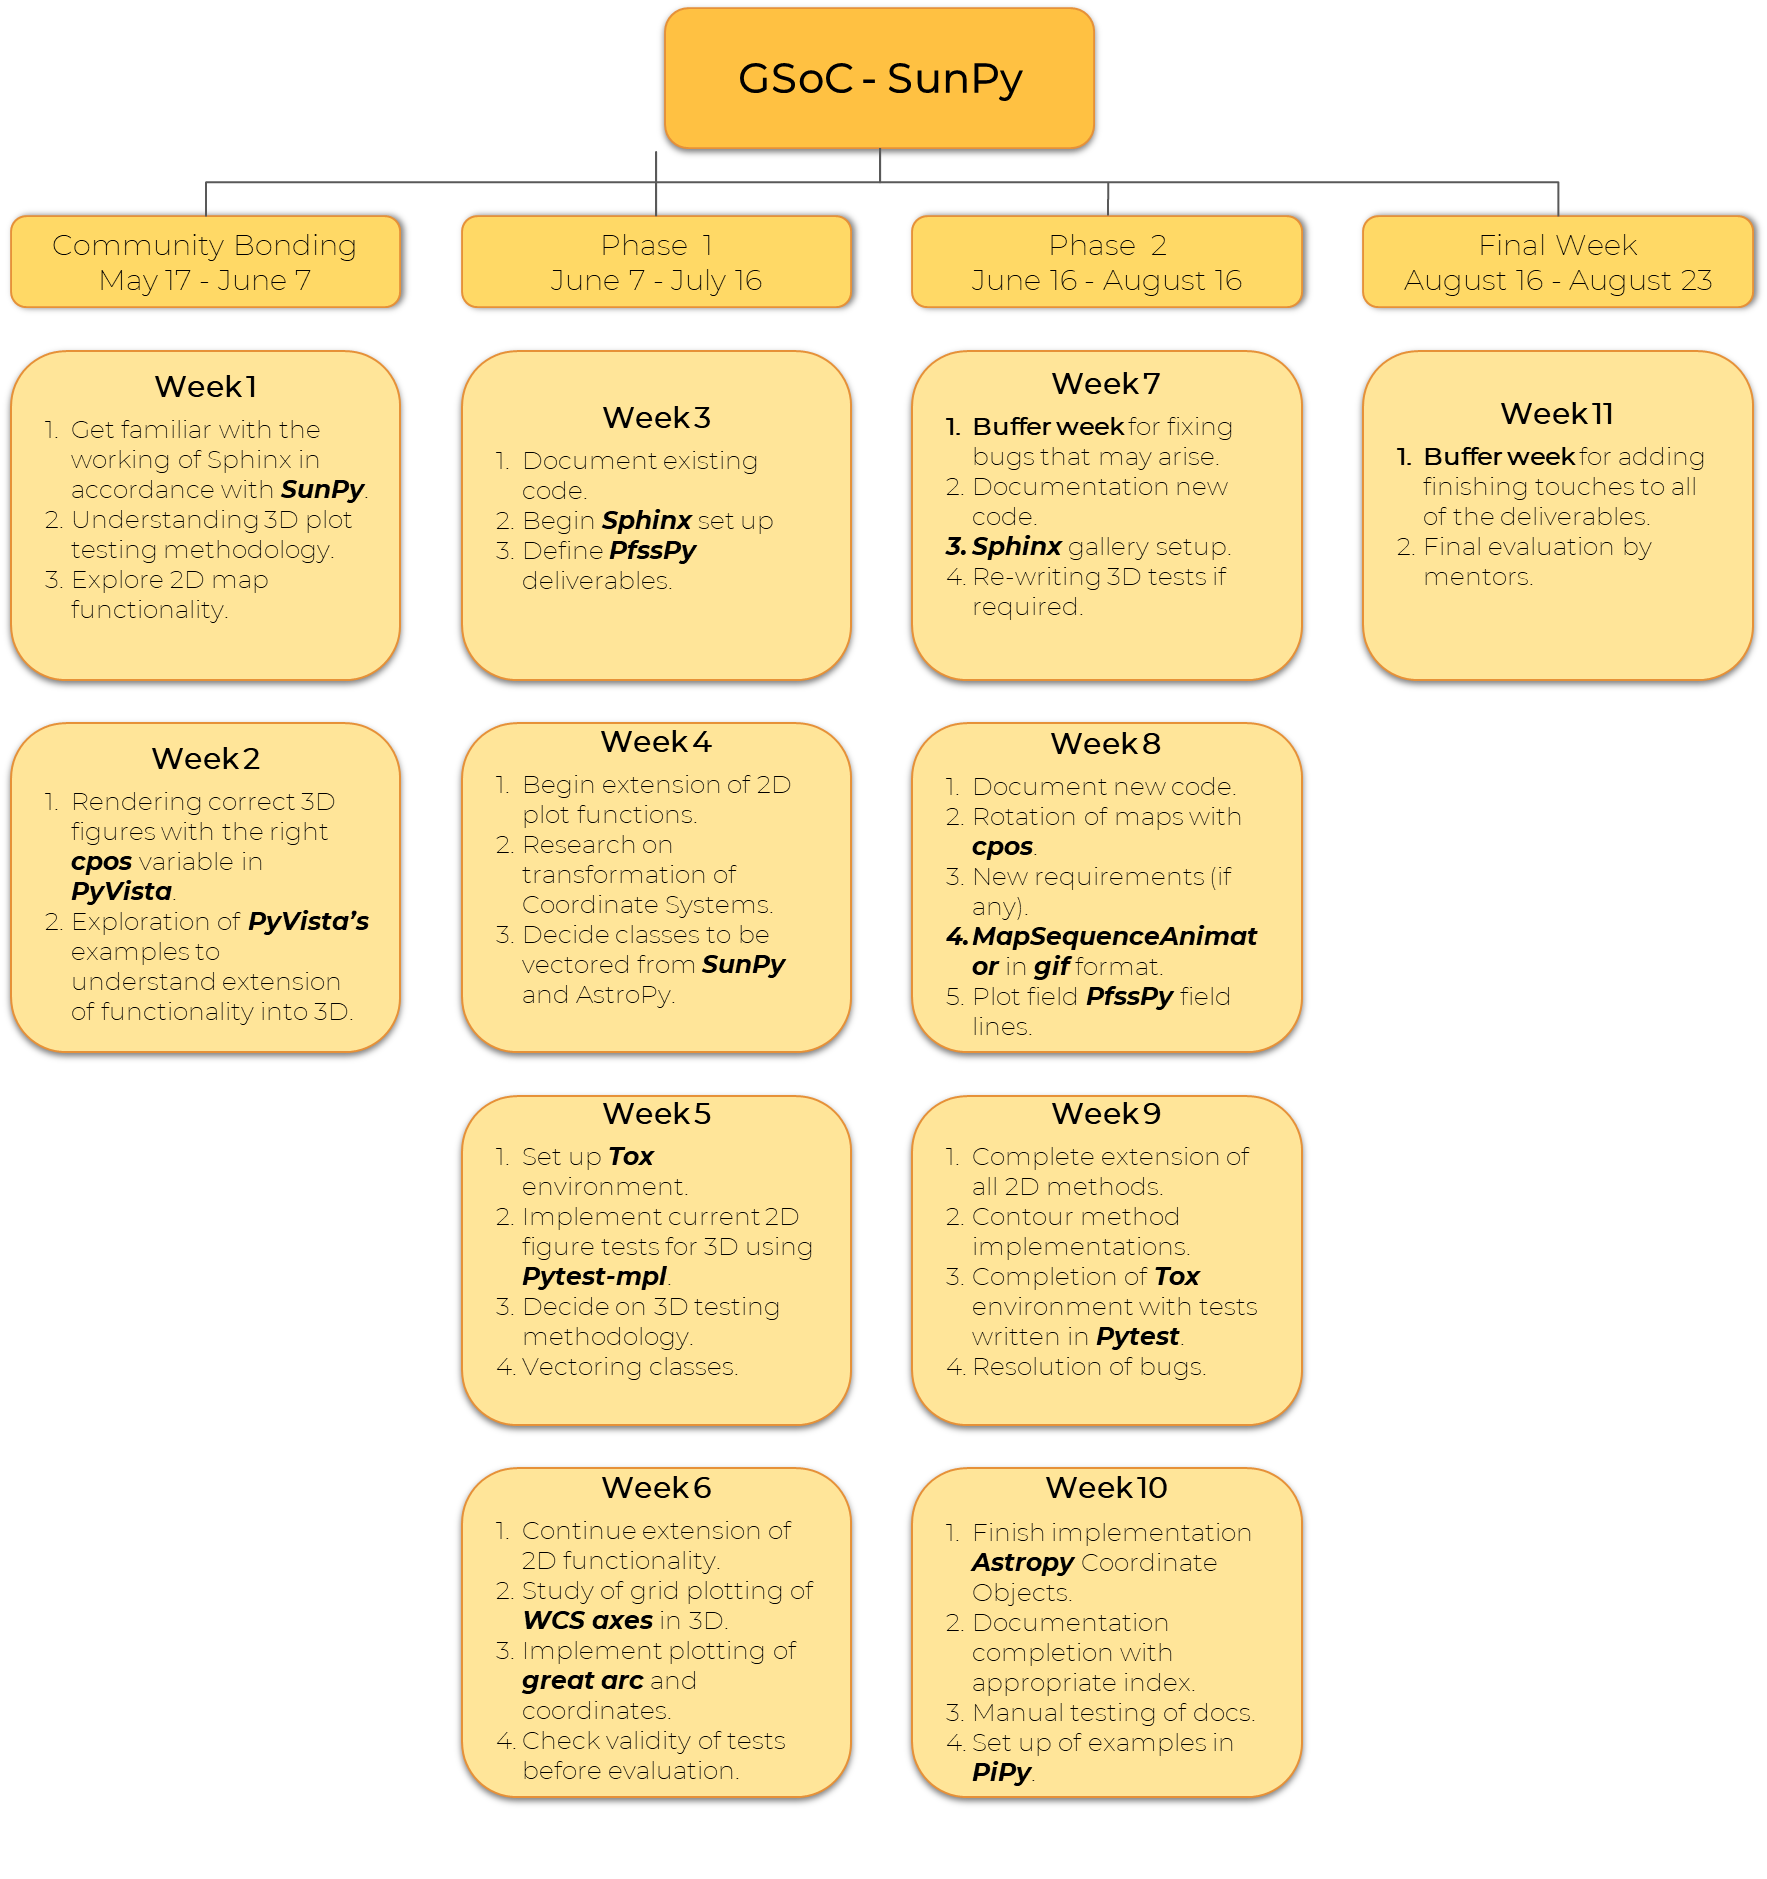 GSoC - SunPy
Community Bonding
May 17 - June 7
Week 1
1. Get familiar with the
working of Sphinx in
accordance with SunPy.
2. Understanding 3D plot
testing methodology.
3. Explore 2D map
functionality.
Week 2
1. Rendering correct 3D
figures with the right
cpos variable in
PyVista.
2. Exploration of PyVista’s
examples to
understand extension
of functionality into 3D.
Phase 1
June 7 - July 16
Week 3
1. Document existing
code.
2. Begin Sphinx set up
3. Define PfssPy
deliverables.
Week 4
1. Begin extension of 2D
plot functions.
2. Research on
transformation of
Coordinate Systems.
3. Decide classes to be
vectored from SunPy
and AstroPy.
Week 5
1. Set up Tox
environment.
2. Implement current 2D
figure tests for 3D using
Pytest-mpl.
3. Decide on 3D testing
methodology.
4. Vectoring classes.
Week 6
1. Continue extension of
2D functionality.
2. Study of grid plotting of
WCS axes in 3D.
3. Implement plotting of
great arc and
coordinates.
4. Check validity of tests
before evaluation.
Phase 2
June 16 - August 16
Week 7
1. Buffer week for fixing
bugs that may arise.
2. Documentation new
code.
3. Sphinx gallery setup.
4. Re-writing 3D tests if
required.
Week 8
1. Document new code.
2. Rotation of maps with
cpos.
3. New requirements (if
any).
4. MapSequenceAnimat
or in gif format.
5. Plot field PfssPy field
lines.
Week 9
1. Complete extension of
all 2D methods.
2. Contour method
implementations.
3. Completion of Tox
environment with tests
written in Pytest.
4. Resolution of bugs.
Week 10
1. Finish implementation
Astropy Coordinate
Objects.
2. Documentation
completion with
appropriate index.
3. Manual testing of docs.
4. Set up of examples in
PiPy.
Final Week
August 16 - August 23
Week 11
1. Buffer week for adding
finishing touches to all
of the deliverables.
2. Final evaluation by
mentors.